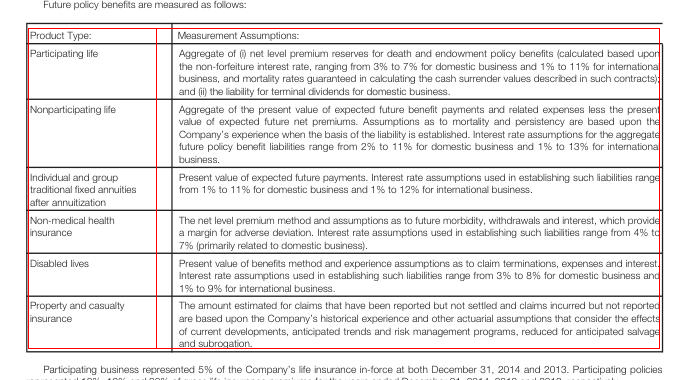 Future policy benefits are measured as follows:
Product Type: Measurement Assumptions:
Participating life Aggregate of (i) net level premium reserves for death and endowment policy benefits (calculated based upon
the non-forfeiture interest rate, ranging from 3% to 7% for domestic business and 1% to 11% for international
business, and mortality rates guaranteed in calculating the cash surrender values described in such contracts);
and (ii) the liability for terminal dividends for domestic business.
Nonparticipating life Aggregate of the present value of expected future benefit payments and related expenses less the present
value of expected future net premiums. Assumptions as to mortality and persistency are based upon the
Company's experience when the basis of the liability is established. Interest rate assumptions for the aggregate
future policy benefit liabilities range from 2% to 11% for domestic business and 1% to 13% for international
business.
Individual and group Present value of expected future payments. Interest rate assumptions used in establishing such liabilities range
traditional fixed annuities from 1% to 11% for domestic business and 1% to 12% for international business.
after annuitization
Non-medical health The net level premium method and assumptions as to future morbidity, withdrawals and interest, which provide
insurance a margin for adverse deviation. Interest rate assumptions used in establishing such liabilities range from 4% to
7% (primarily related to domestic business).
Disabled lives Present value of benefits method and experience assumptions as to claim terminations, expenses and interest.
Interest rate assumptions used in establishing such liabilities range from 3% to 8% for domestic business and
1% to 9% for international business.
Property and casualty The amount estimated for claims that have been reported but not settled and claims incurred but not reported
insurance are based upon the Company's historical experience and other actuarial assumptions that consider the effects
of current developments, anticipated trends and risk management programs, reduced for anticipated salvage
and subrogation.
Participating business represented 5% of the Company's life insurance in-force at both December 31, 2014 and 2013. Participating policies